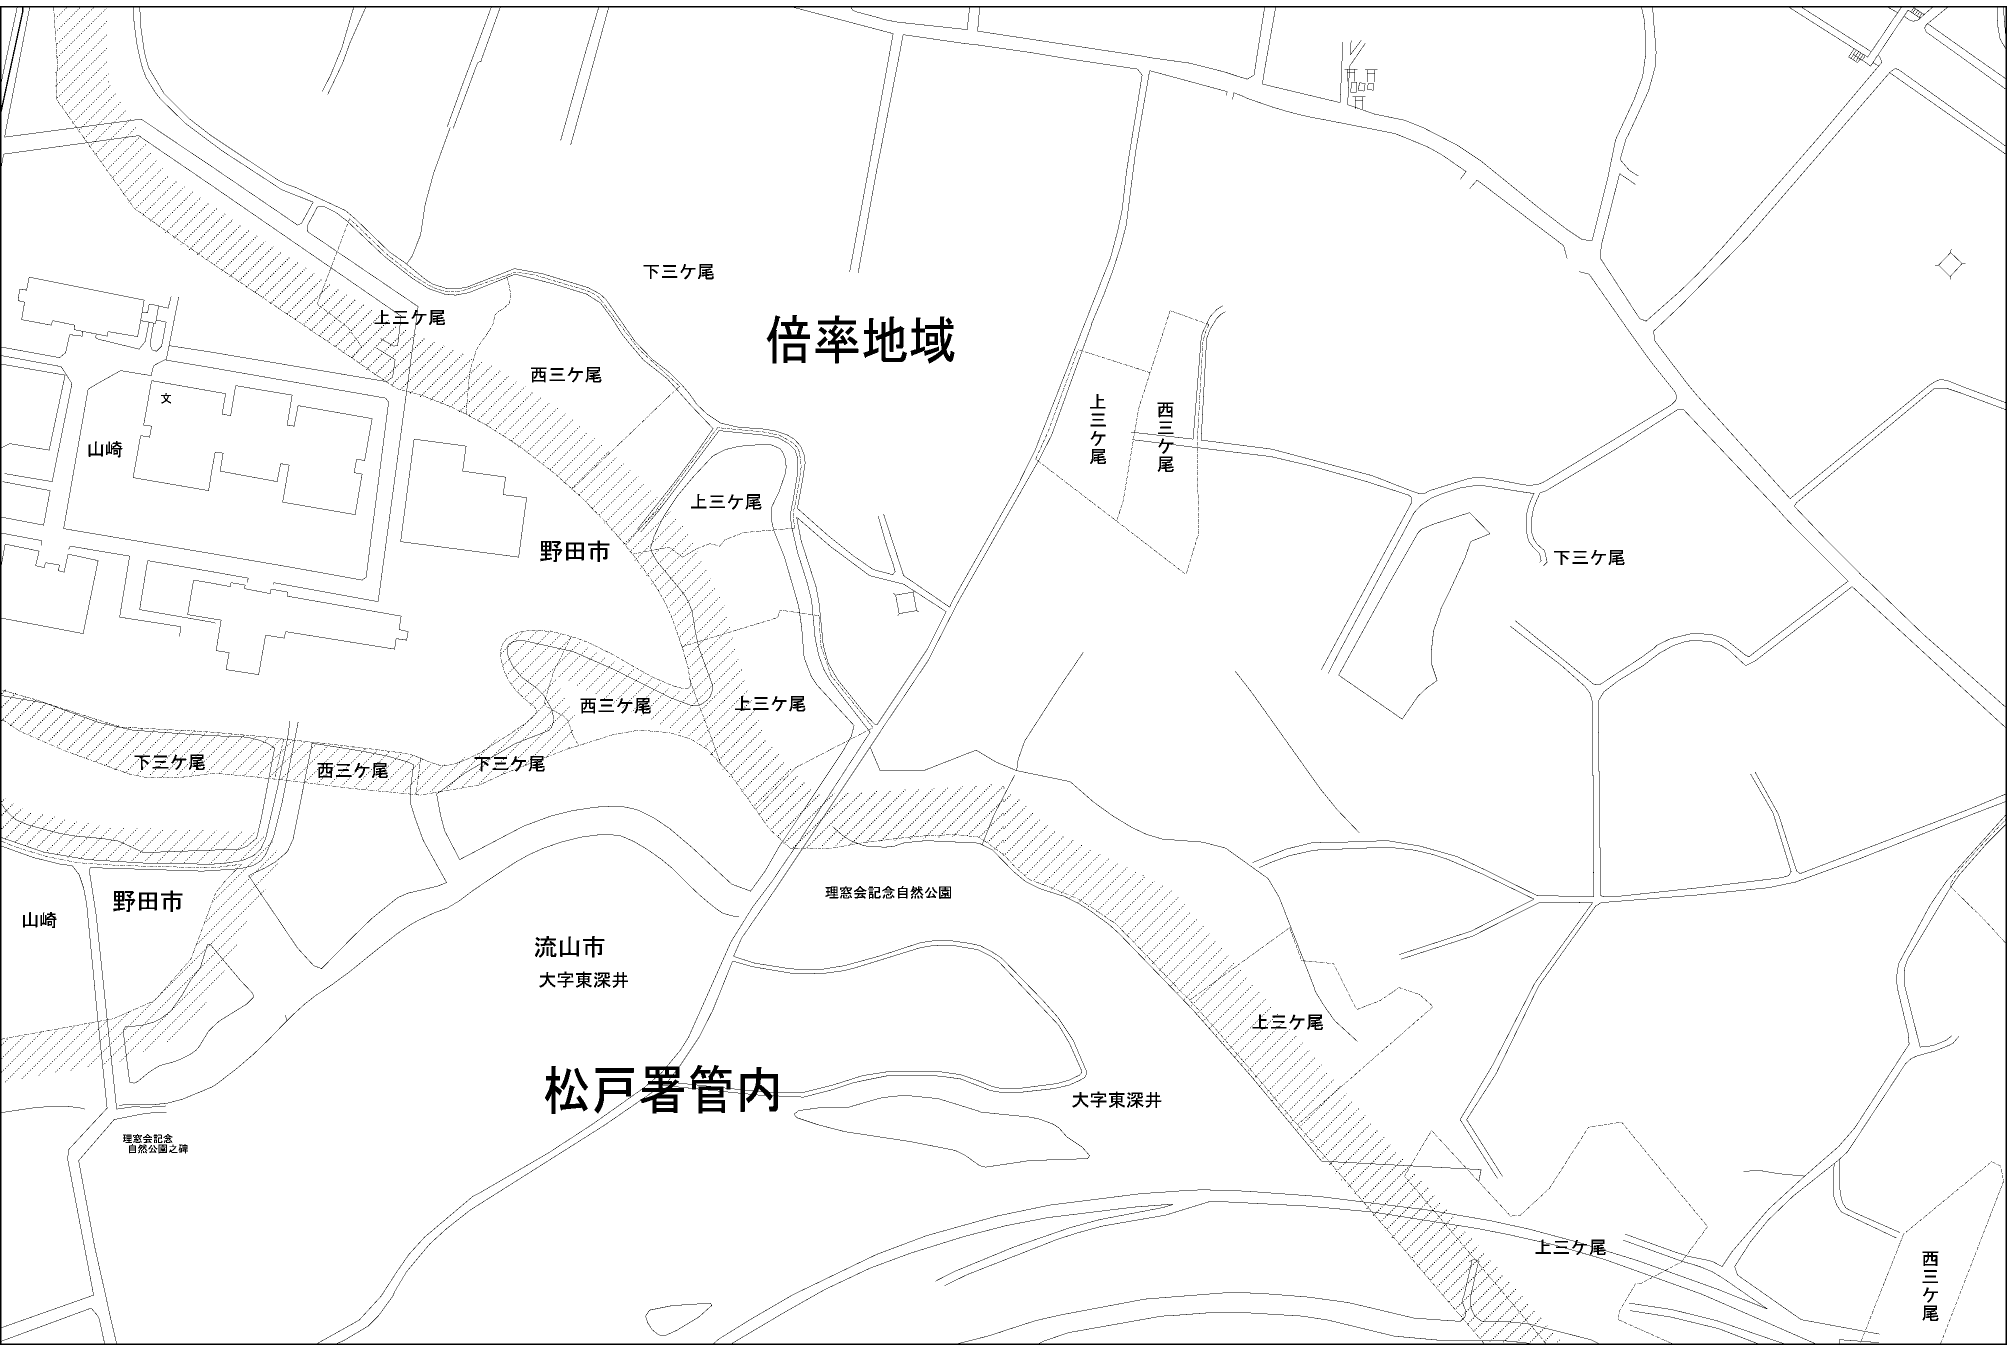 下三ケ尾
上三ケ尾
倍率地域
西三ケ尾
文
山崎
上三ケ尾
西三ケ尾
上三ケ尾
野田市
下三ケ尾
西三ケ尾
上三ケ尾
下三ケ尾
西三ケ尾
下三ケ尾
野田市
山崎
理窓会記念自然公園
流山市
大字東深井
上三ケ尾
松戸署管内
大字東深井
理窓会記念
自然公園之碑
上三ケ尾
西三ケ尾